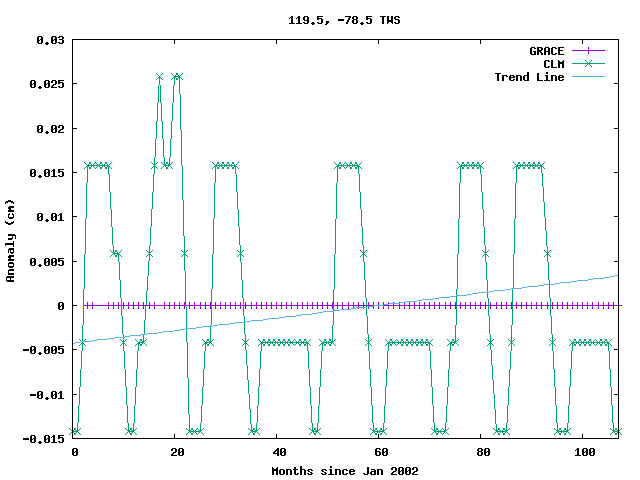 119.5, -78.5 TWS
0.03
0.025
0.02
0.015
0.01
0.005
0
-0.005
-0.01
-0.015
Anomaly (cm)
GRACE
CLM
Trend Line
0 20 40 60 80 100
Months since Jan 2002